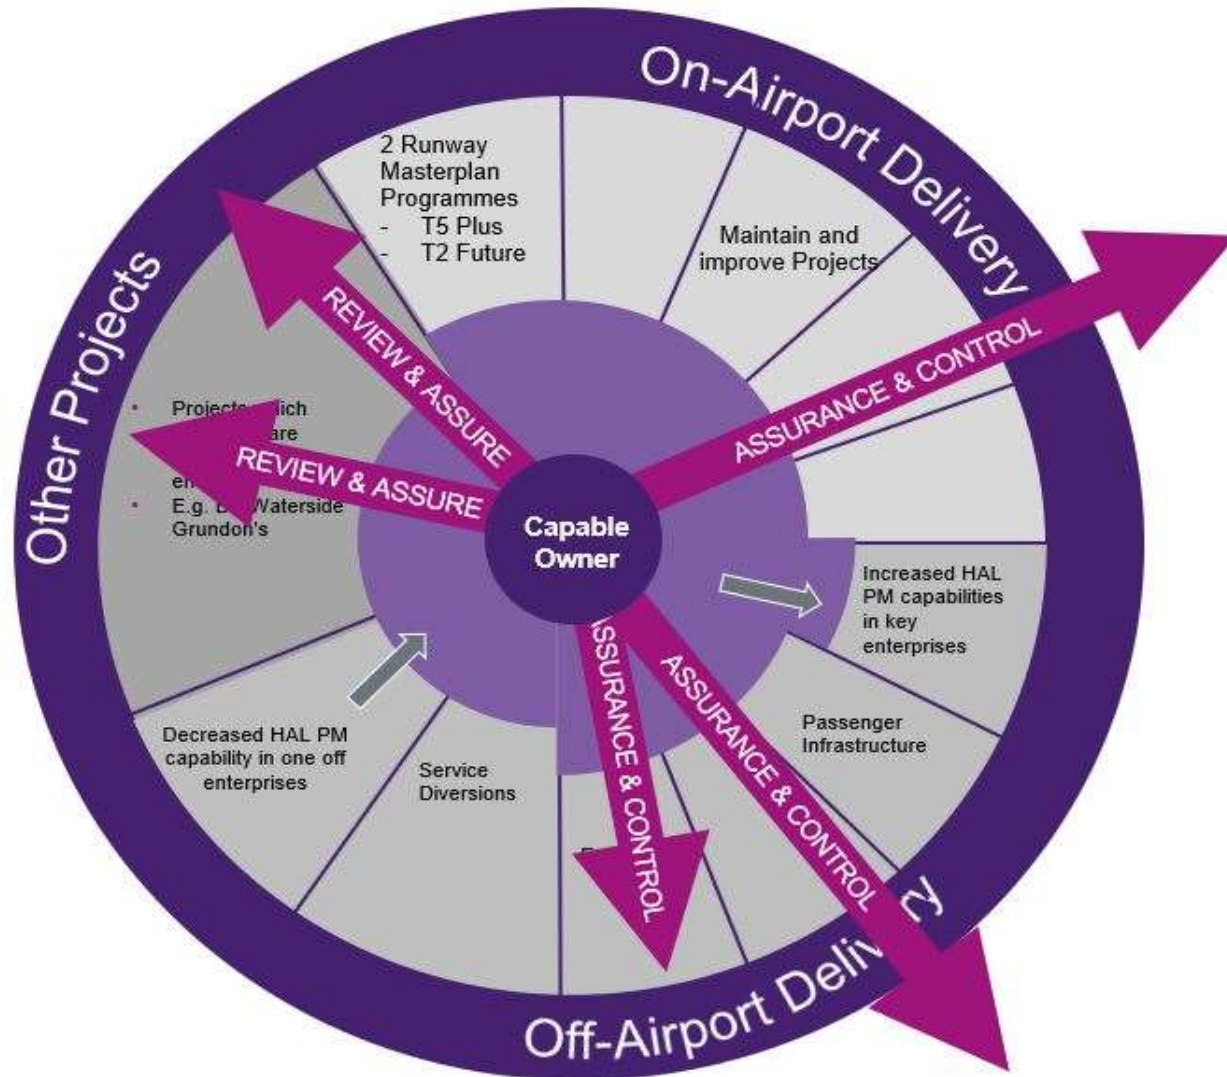 On-Airport Delivery
2 Runway
Masterplan
Programmes
- T5 Plus
- T2 Future
Maintain and
improve Projects
ASSURANCE & CONTROL
REVIEW & ASSURE
Other Projects
are
REVIEW & ASSURE
• E.g. Waterside
Grundon's
Capable
Owner
Increased HAL
PM capabilities
in key
enterprises
ASSURANCE & CONTROL
ASSURANCE & CONTROL
Passenger
Infrastructure
Decreased HAL PM
capability in one off
enterprises
Service
Diversions
Off-Airport Delivery